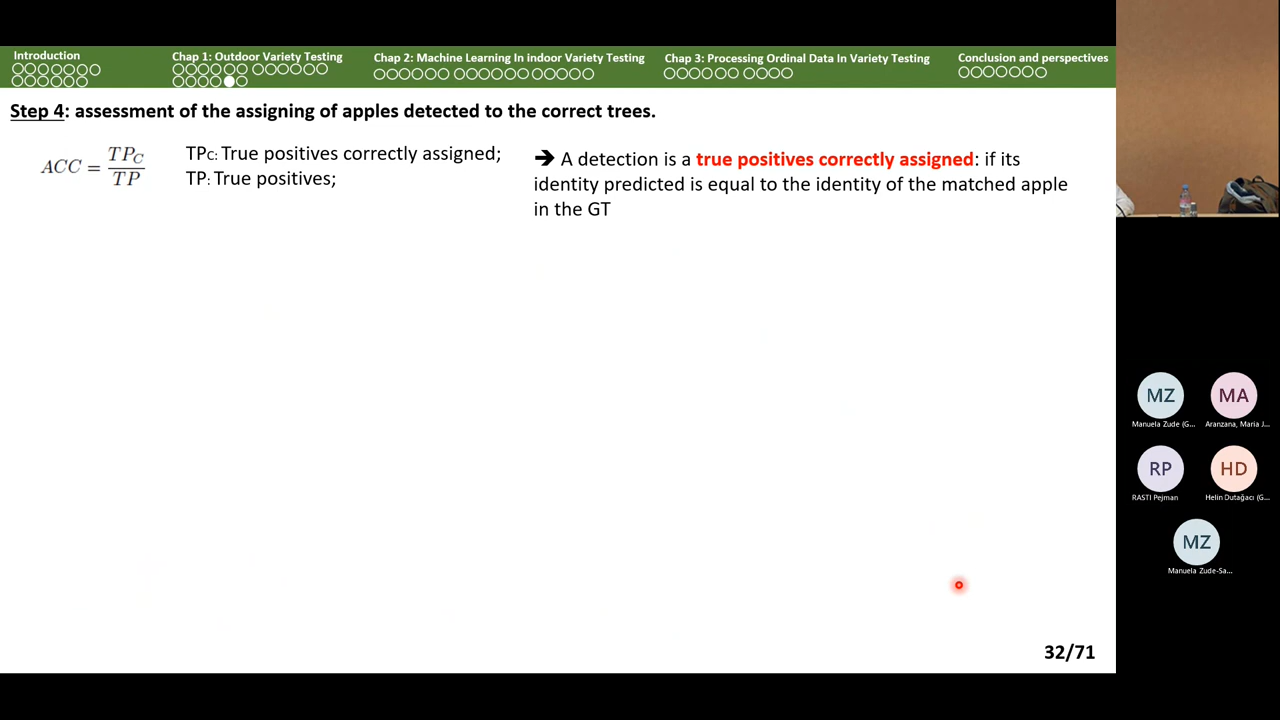 Introduction
Chap 1: Outdoor Variety Testing
Chap 2: Machine Learning In indoor Variety Testing
Chap 3: Processing Ordinal Data In Variety Testing
Conclusion and perspectives
Step 4: assessment of the assigning of apples detected to the correct trees.
ACC = TP_C / TP
TPC: True positives correctly assigned;
TP: True positives;
➔ A detection is a true positives correctly assigned: if its
identity predicted is equal to the identity of the matched apple
in the GT
32/71
MZ
Manuela Zude (G...
MA
Aranzana, Maria J...
RP
RASTI Pejman
HD
Helin Dutağacı (G...
MZ
Manuela Zude-Sa...